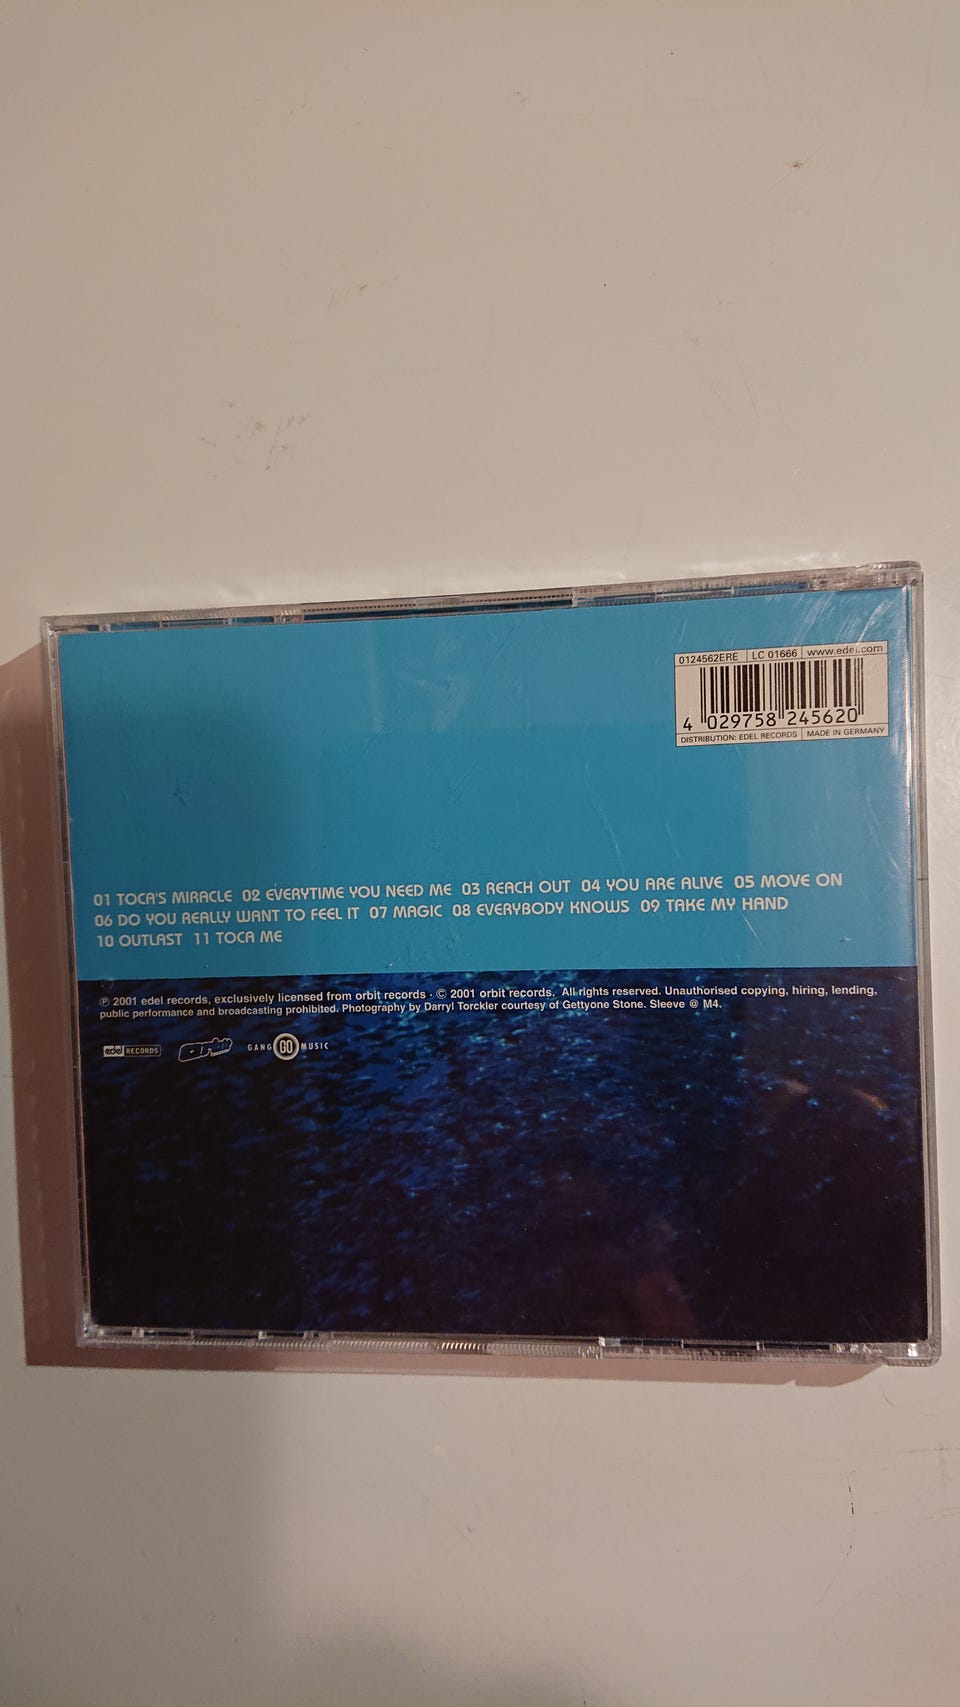 0124562ERE LC 01666 www.edel.com
4 029758 245620
DISTRIBUTION: EDEL RECORDS MADE IN GERMANY
01 TOCA'S MIRACLE 02 EVERYTIME YOU NEED ME 03 REACH OUT 04 YOU ARE ALIVE 05 MOVE ON
06 DO YOU REALLY WANT TO FEEL IT 07 MAGIC 08 EVERYBODY KNOWS 09 TAKE MY HAND
10 OUTLAST 11 TOCA ME
℗ 2001 edel records, exclusively licensed from orbit records · © 2001 orbit records. All rights reserved. Unauthorised copying, hiring, lending,
public performance and broadcasting prohibited. Photography by Darryl Torckler courtesy of Gettyone Stone. Sleeve @ M4.
edel RECORDS
GANG GO MUSIC